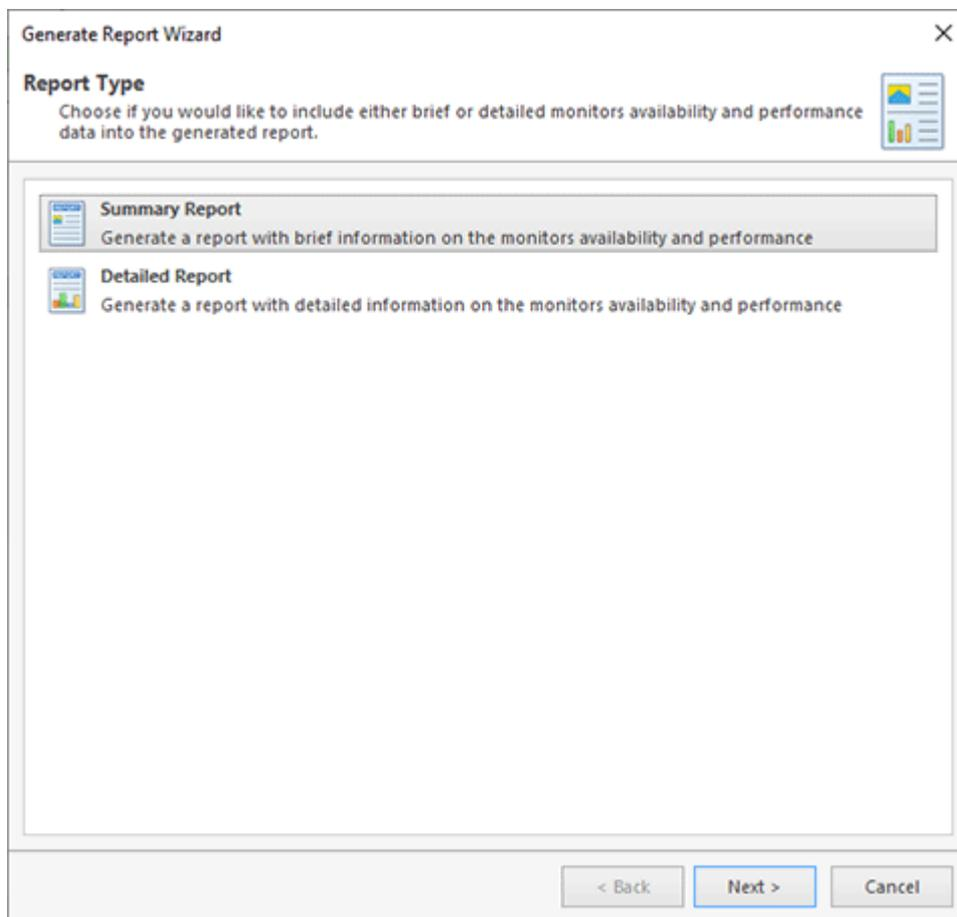 Generate Report Wizard
Report Type
Choose if you would like to include either brief or detailed monitors availability and performance
data into the generated report.
Summary Report
Generate a report with brief information on the monitors availability and performance
Detailed Report
Generate a report with detailed information on the monitors availability and performance
< Back
Next >
Cancel